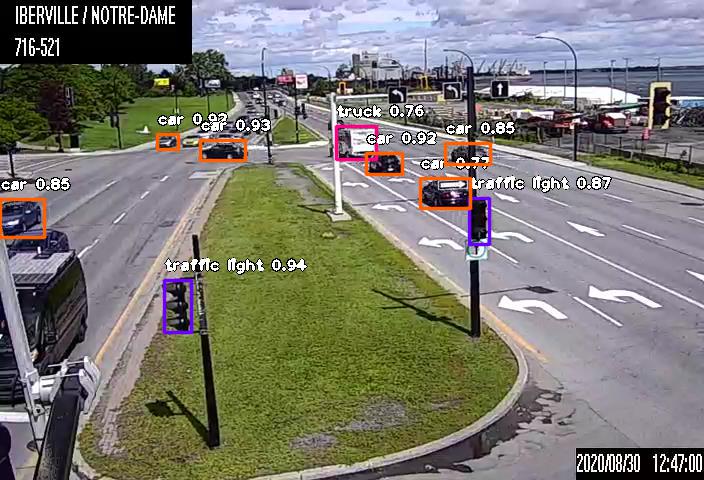 IBERVILLE / NOTRE-DAME
716-521
truck 0.76
car 0.92
car 0.93
car 0.92
car 0.85
car 0.77
car 0.85
traffic light 0.87
traffic light 0.94
2020/08/30 12:47:00